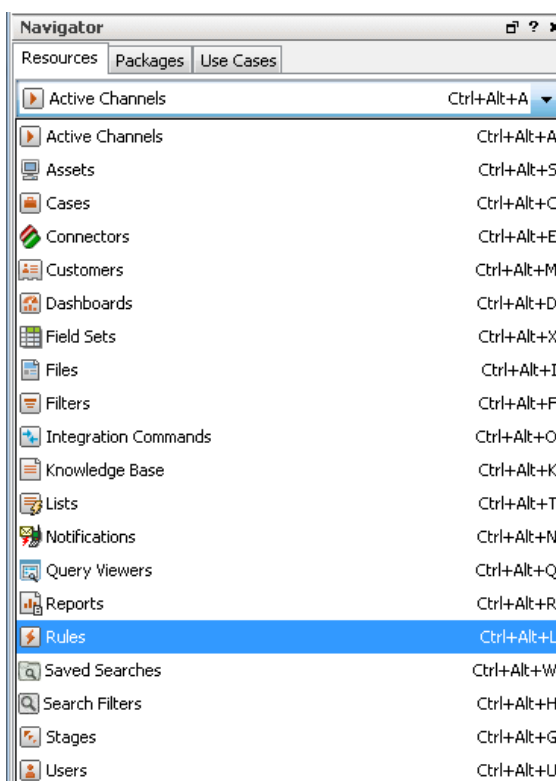 Navigator
Resources Packages Use Cases
Active Channels Ctrl+Alt+A
Active Channels Ctrl+Alt+A
Assets Ctrl+Alt+S
Cases Ctrl+Alt+C
Connectors Ctrl+Alt+E
Customers Ctrl+Alt+M
Dashboards Ctrl+Alt+D
Field Sets Ctrl+Alt+X
Files Ctrl+Alt+I
Filters Ctrl+Alt+F
Integration Commands Ctrl+Alt+O
Knowledge Base Ctrl+Alt+K
Lists Ctrl+Alt+T
Notifications Ctrl+Alt+N
Query Viewers Ctrl+Alt+Q
Reports Ctrl+Alt+R
Rules Ctrl+Alt+L
Saved Searches Ctrl+Alt+W
Search Filters Ctrl+Alt+H
Stages Ctrl+Alt+G
Users Ctrl+Alt+U